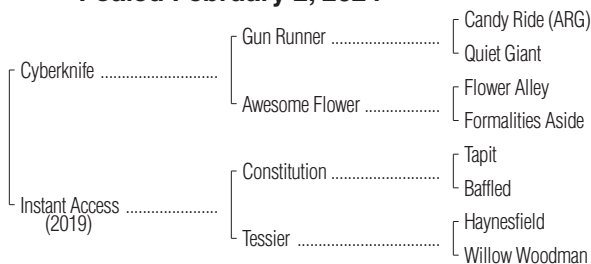 Foaled February 2, 2024
Candy Ride (ARG)
Gun Runner ..............................
Quiet Giant
Cyberknife ................................
Flower Alley
Awesome Flower .....................
Formalities Aside
Tapit
Constitution ..............................
Baffled
Instant Access .........................
(2019)
Haynesfield
Tessier .....................................
Willow Woodman